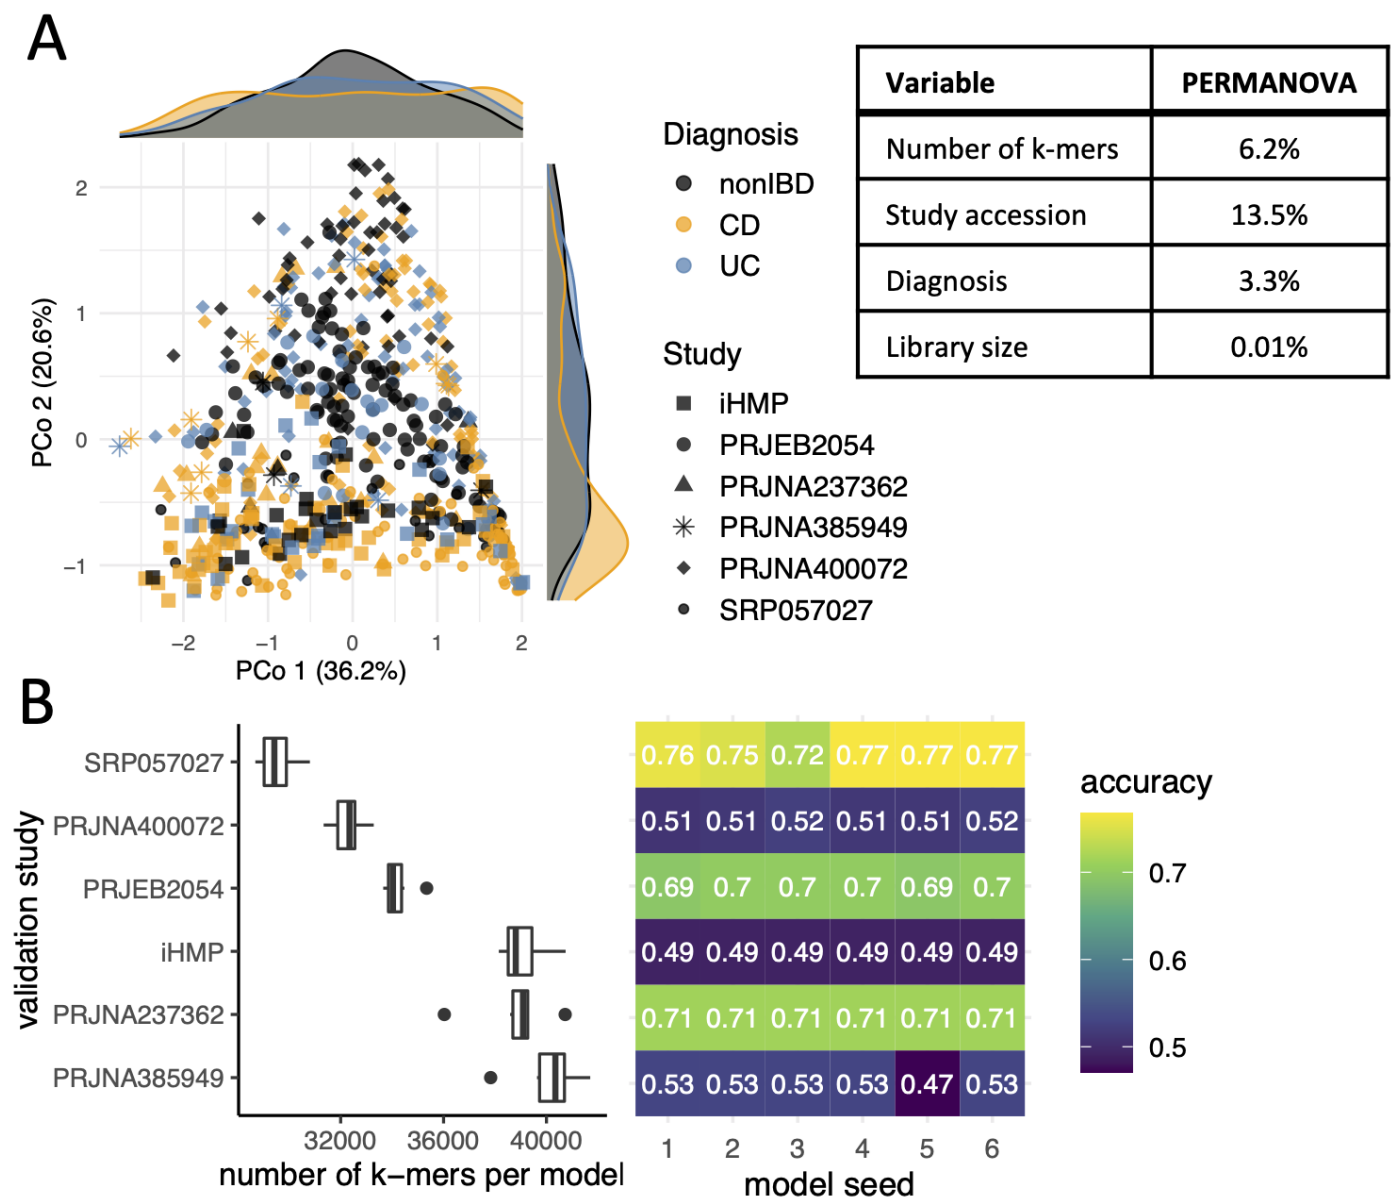 A
Diagnosis
nonIBD
CD
UC
Study
iHMP
PRJEB2054
PRJNA237362
PRJNA385949
PRJNA400072
SRP057027
Variable PERMANOVA
Number of k-mers 6.2%
Study accession 13.5%
Diagnosis 3.3%
Library size 0.01%
PCo 2 (20.6%)
2
1
0
−1
−2 −1 0 1 2
PCo 1 (36.2%)
B
validation study
SRP057027
PRJNA400072
PRJEB2054
iHMP
PRJNA237362
PRJNA385949
32000 36000 40000
number of k−mers per model
0.76 0.75 0.72 0.77 0.77 0.77
0.51 0.51 0.52 0.51 0.51 0.52
0.69 0.7 0.7 0.7 0.69 0.7
0.49 0.49 0.49 0.49 0.49 0.49
0.71 0.71 0.71 0.71 0.71 0.71
0.53 0.53 0.53 0.53 0.47 0.53
1 2 3 4 5 6
model seed
accuracy
0.7
0.6
0.5